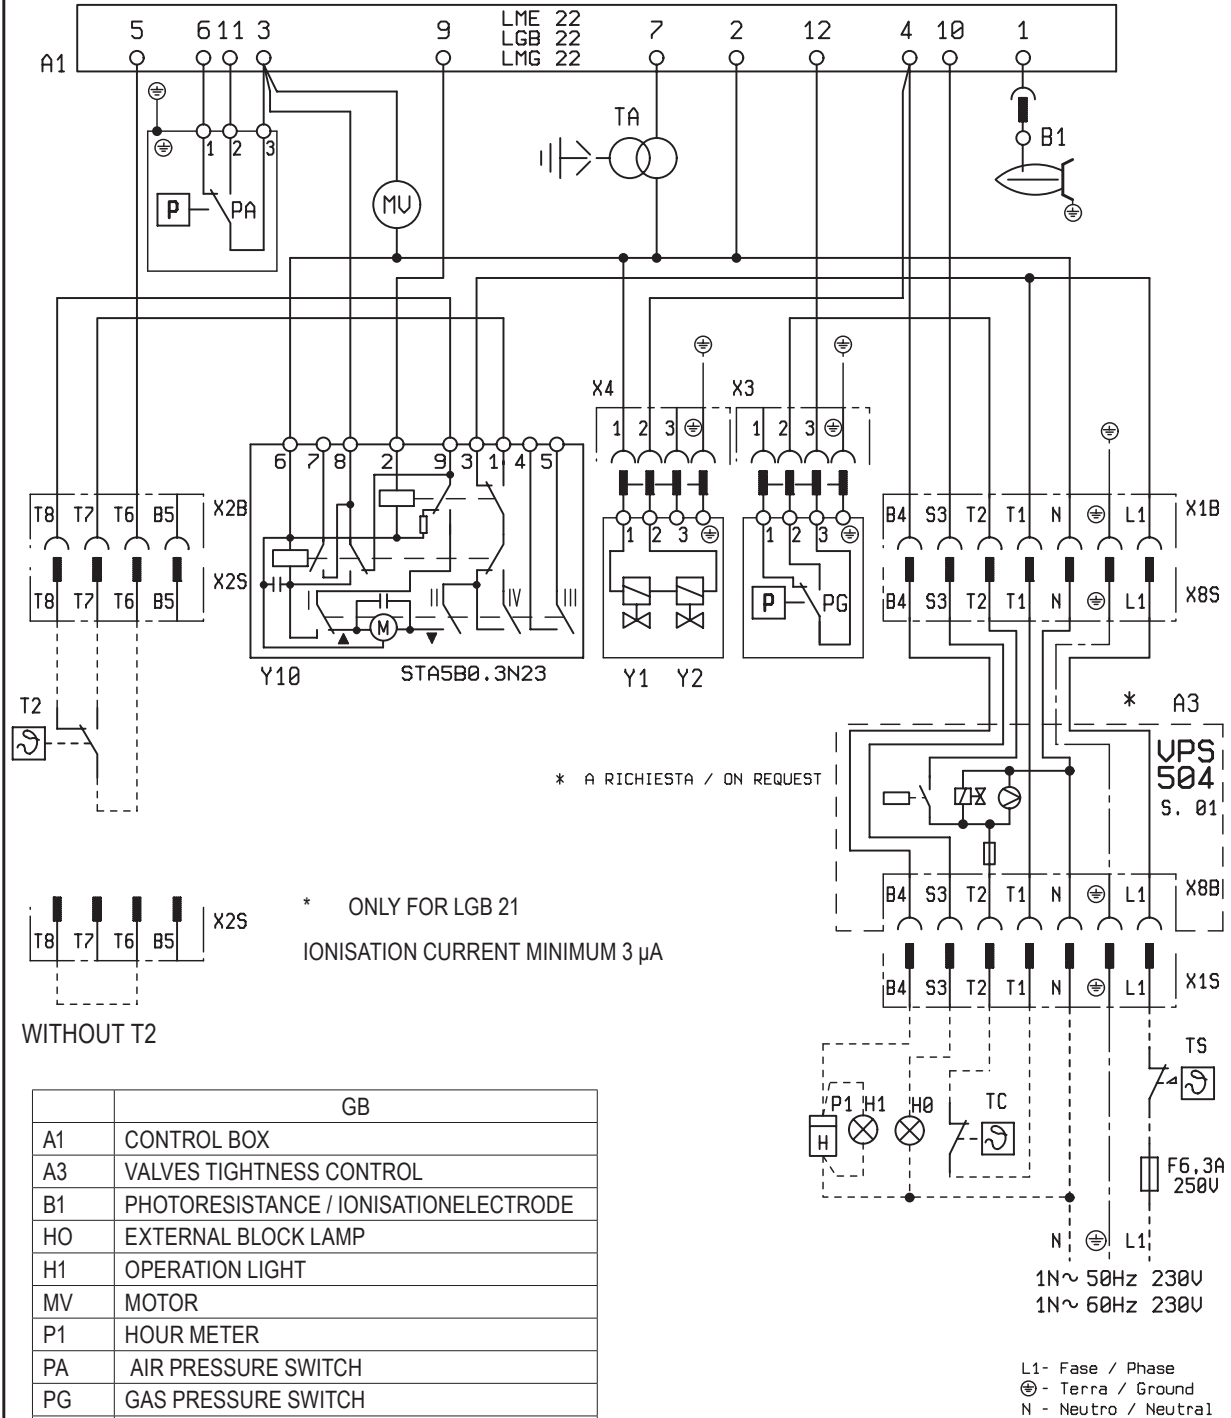 LME 22
5 6 11 3 9 LGB 22 7 2 12 4 10 1
A1 LMG 22
TA
B1
1 2 3
P PA MV
X4 X3
1 2 3 1 2 3
6 7 8 2 9 3 1 4 5
T8 T7 T6 B5 X2B
B4 S3 T2 T1 N L1 X1B
1 2 3 1 2 3
T8 T7 T6 B5 X2S
B4 S3 T2 T1 N L1 X8S
I II IV III
M
P PG
Y10 STA5B0.3N23 Y1 Y2
T2
* A3
VPS
504
S. 01
* A RICHIESTA / ON REQUEST
B4 S3 T2 T1 N L1 X8B
* ONLY FOR LGB 21
T8 T7 T6 B5 X2S
IONISATION CURRENT MINIMUM 3 µA
B4 S3 T2 T1 N L1 X1S
WITHOUT T2
TS
P1 H1 H0 TC
H
F6,3A
250V
N L1
1N~ 50Hz 230V
1N~ 60Hz 230V
GB
A1 CONTROL BOX
A3 VALVES TIGHTNESS CONTROL
B1 PHOTORESISTANCE / IONISATIONELECTRODE
HO EXTERNAL BLOCK LAMP
H1 OPERATION LIGHT
MV MOTOR
P1 HOUR METER
PA AIR PRESSURE SWITCH
PG GAS PRESSURE SWITCH
L1- Fase / Phase
⏚ - Terra / Ground
N - Neutro / Neutral